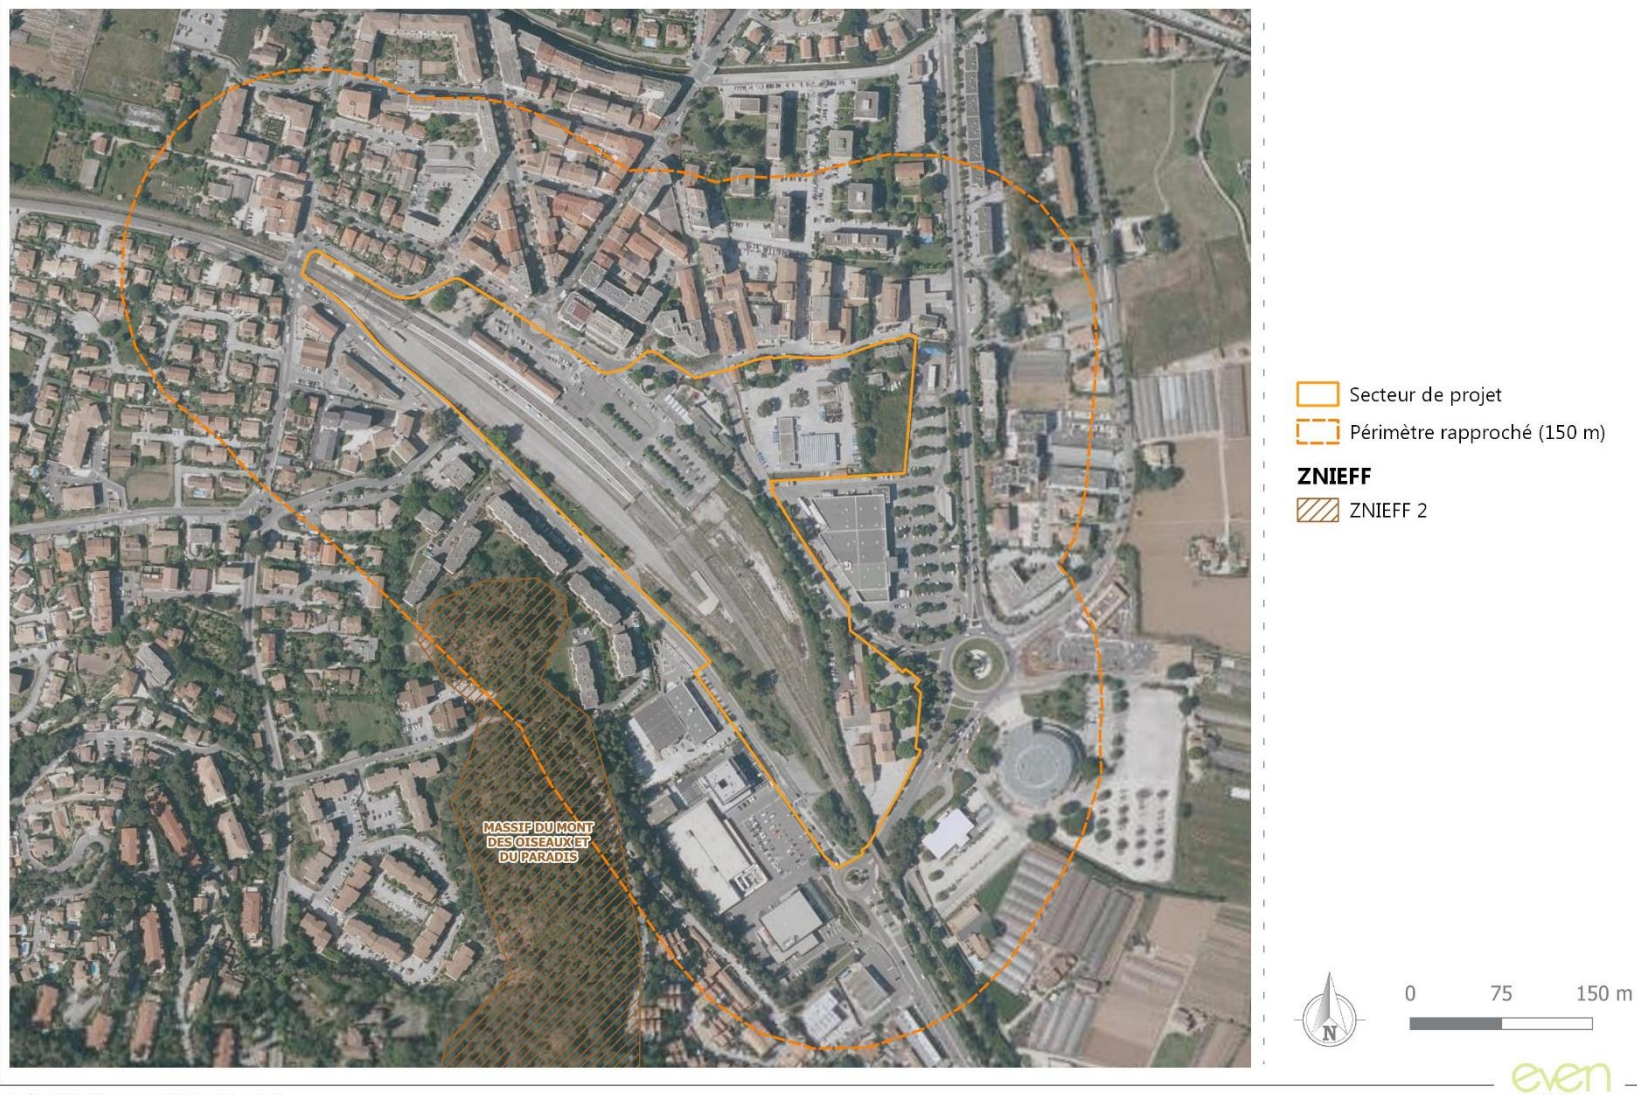 MASSIF DU MONT
DES OISEAUX ET
DU PARADIS
Secteur de projet
Périmètre rapproché (150 m)
ZNIEFF
ZNIEFF 2
N
0 75 150 m
even